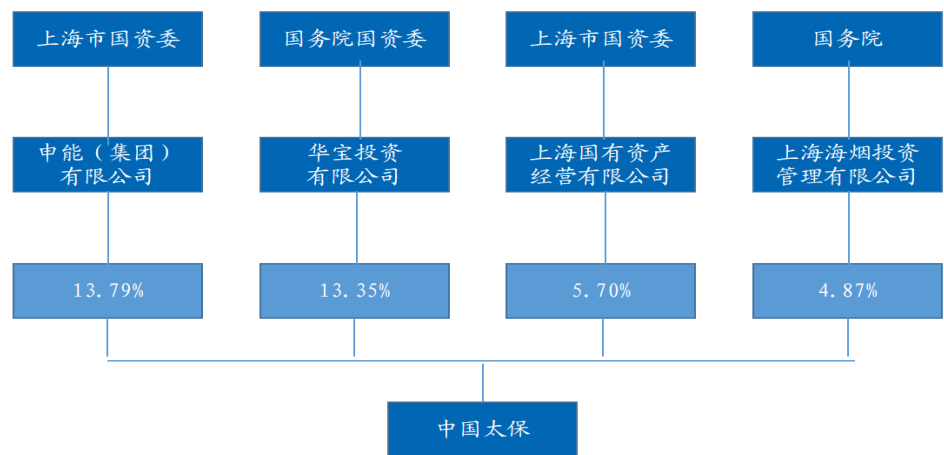 上海市国资委
国务院国资委
上海市国资委
国务院
申能（集团）
有限公司
华宝投资
有限公司
上海国有资产
经营有限公司
上海海烟投资
管理有限公司
13.79%
13.35%
5.70%
4.87%
中国太保